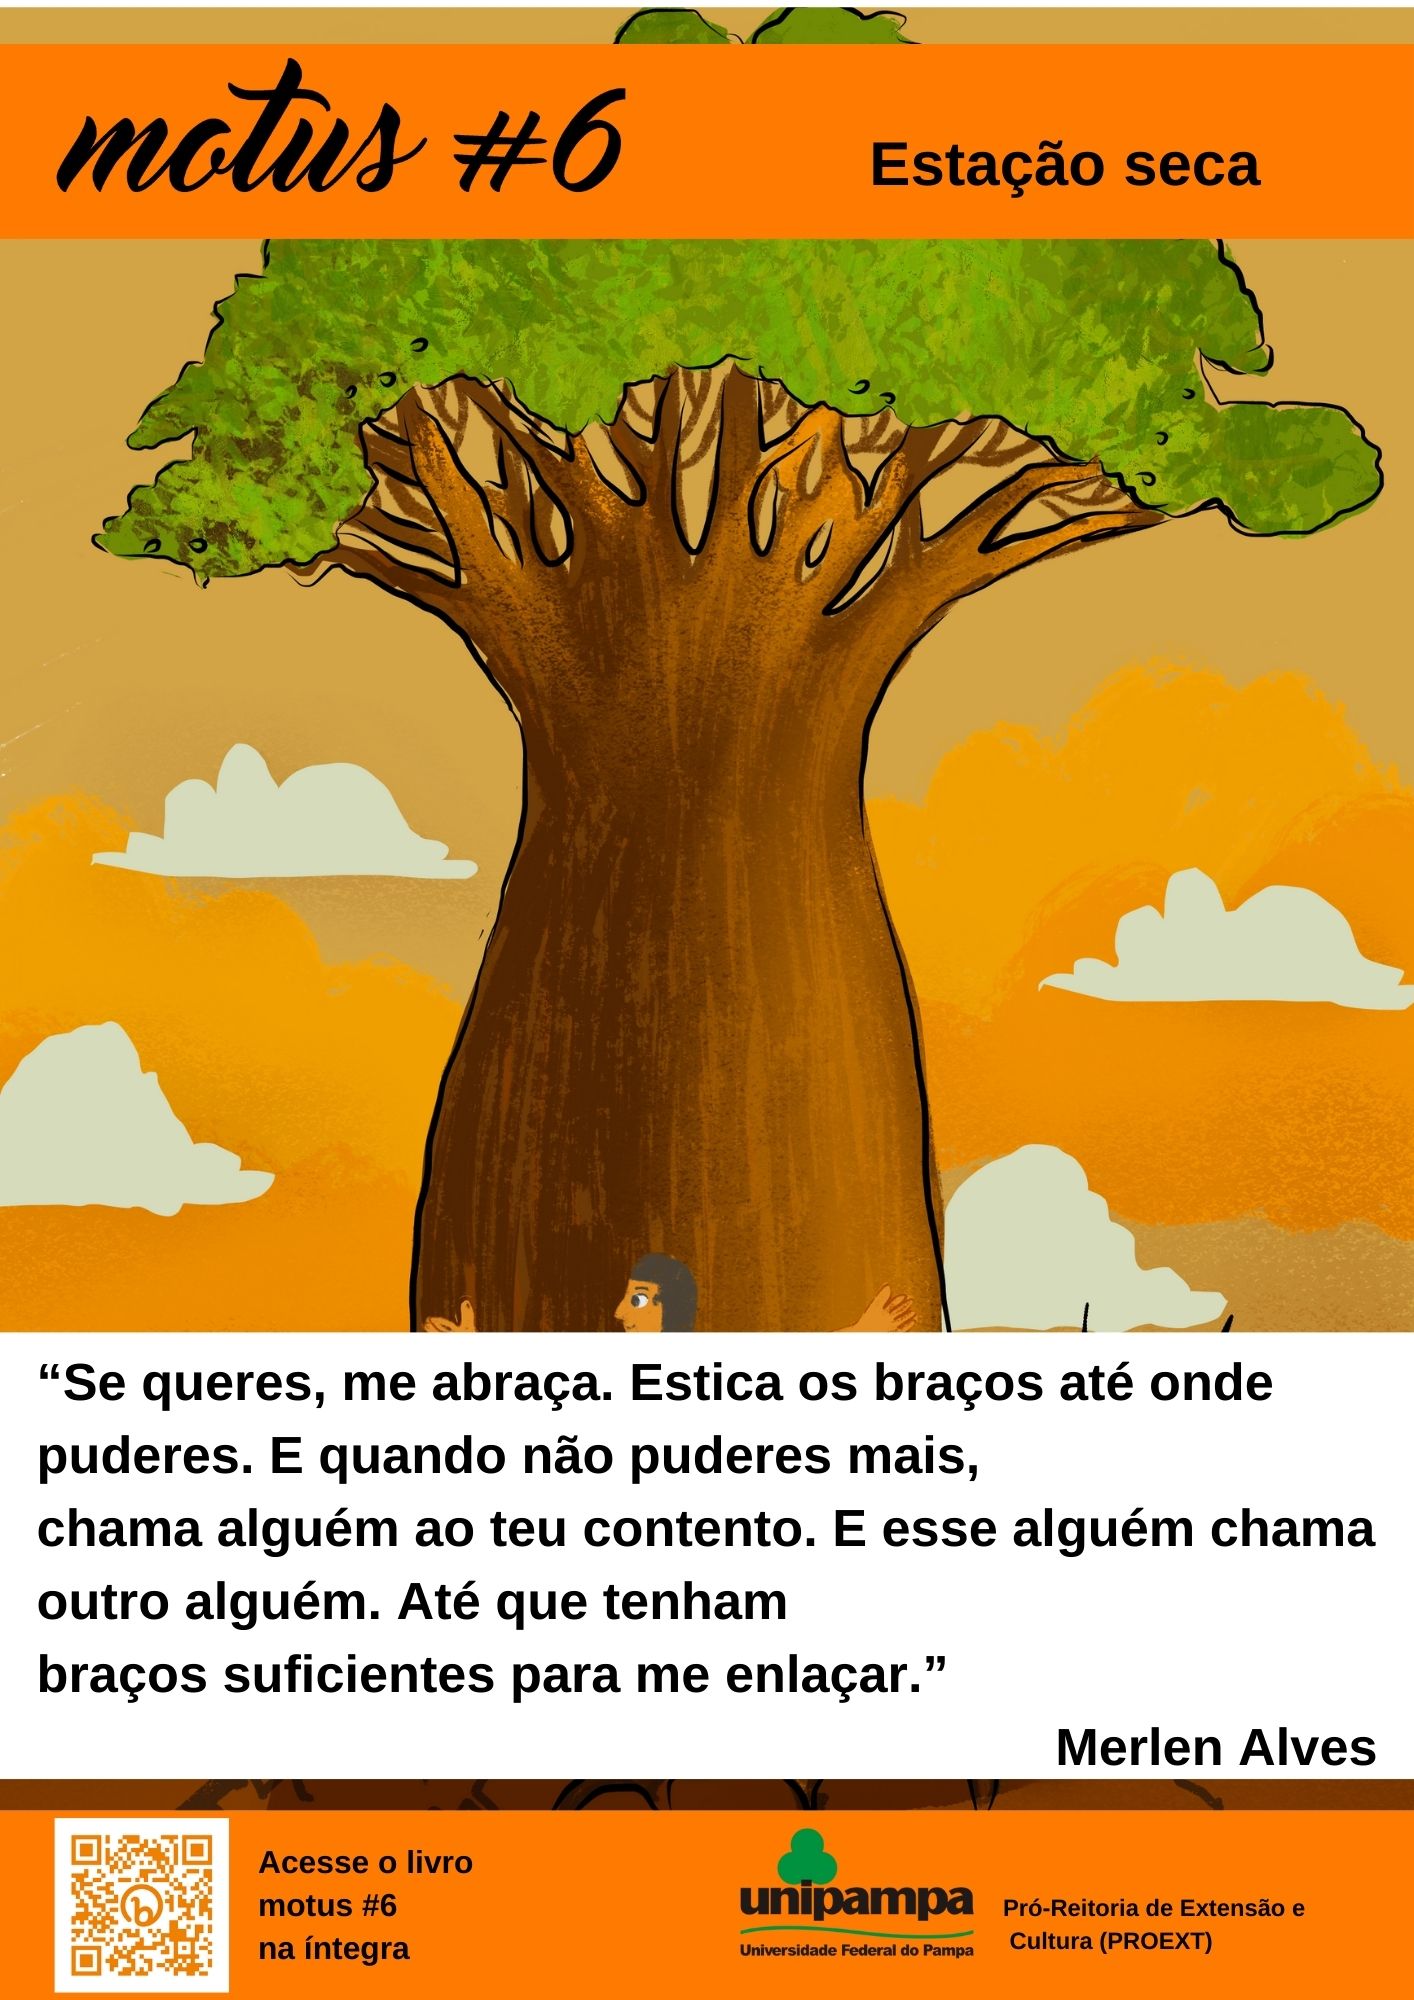 motus #6
Estação seca
“Se queres, me abraça. Estica os braços até onde
puderes. E quando não puderes mais,
chama alguém ao teu contento. E esse alguém chama
outro alguém. Até que tenham
braços suficientes para me enlaçar.”
Merlen Alves
Acesse o livro
motus #6
na íntegra
unipampa
Universidade Federal do Pampa
Pró-Reitoria de Extensão e
Cultura (PROEXT)